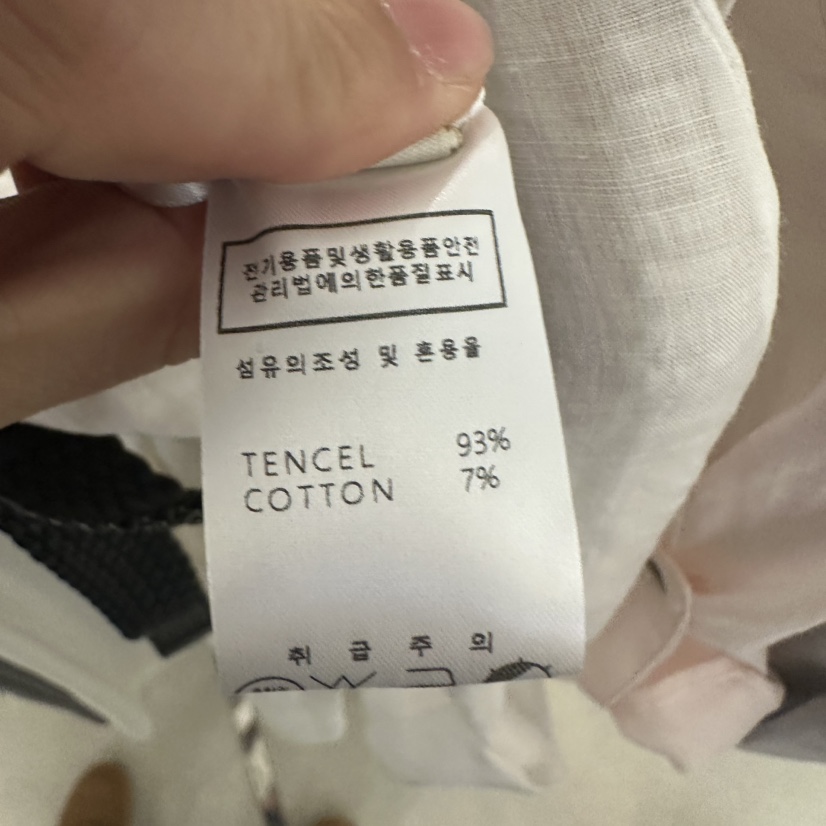 전기용품및생활용품안전
관리법에의한품질표시
섬유의조성 및 혼용율
TENCEL 93%
COTTON 7%
취급주의